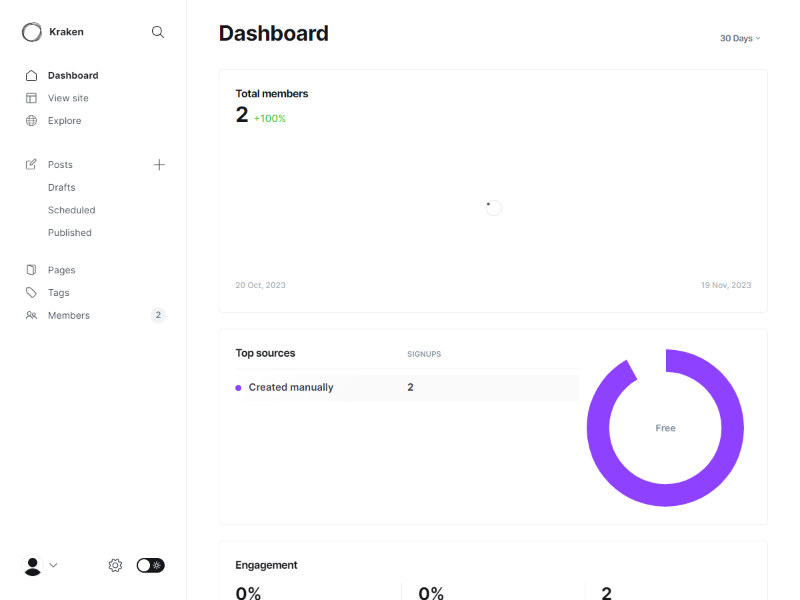 Kraken
Dashboard
View site
Explore
Posts
Drafts
Scheduled
Published
Pages
Tags
Members 2
Dashboard
30 Days
Total members
2 +100%
20 Oct, 2023 19 Nov, 2023
Top sources SIGNUPS
Created manually 2
Free
Engagement
0% 0% 2